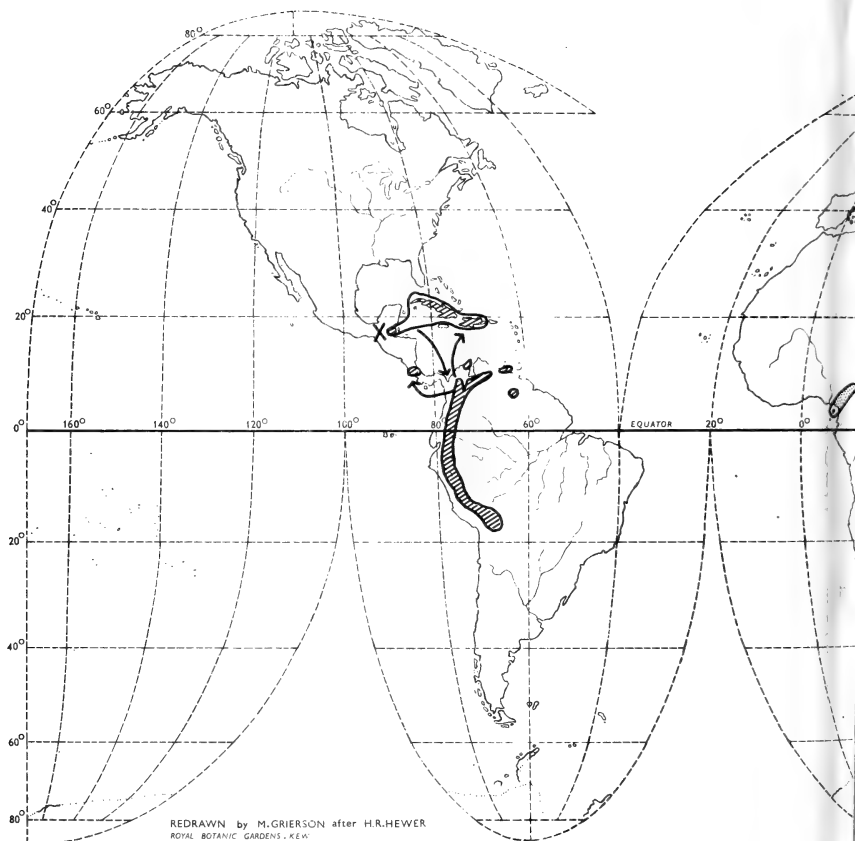 80°
60°
40°
20°
X
160° 140° 120° 100° 80° 60° EQUATOR 20° 0°
0°
20°
40°
60°
80°
REDRAWN by M.GRIERSON after H.R.HEWER
ROYAL BOTANIC GARDENS. KEW